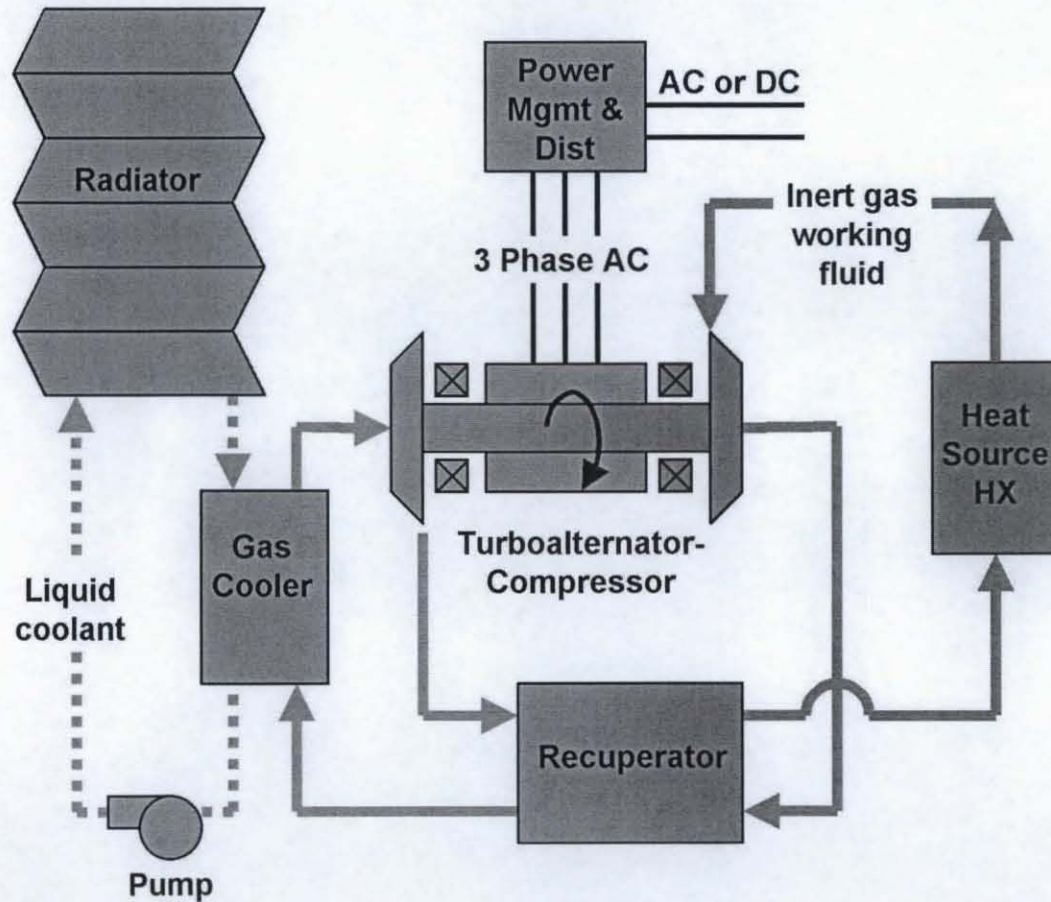 Radiator
Power
Mgmt &
Dist
AC or DC
3 Phase AC
Inert gas
working
fluid
Heat
Source
HX
Gas
Cooler
Turboalternator-
Compressor
Liquid
coolant
Recuperator
Pump